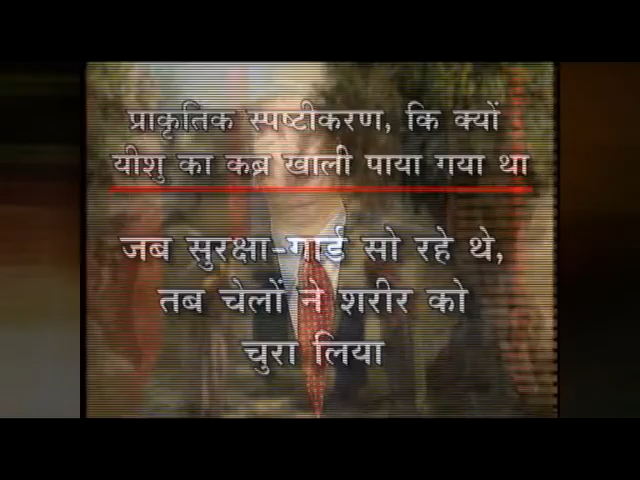 प्राकृतिक स्पष्टीकरण, कि क्यों
यीशु का कब्र खाली पाया गया था
जब सुरक्षा-गार्ड सो रहे थे,
तब चेलों ने शरीर को
चुरा लिया